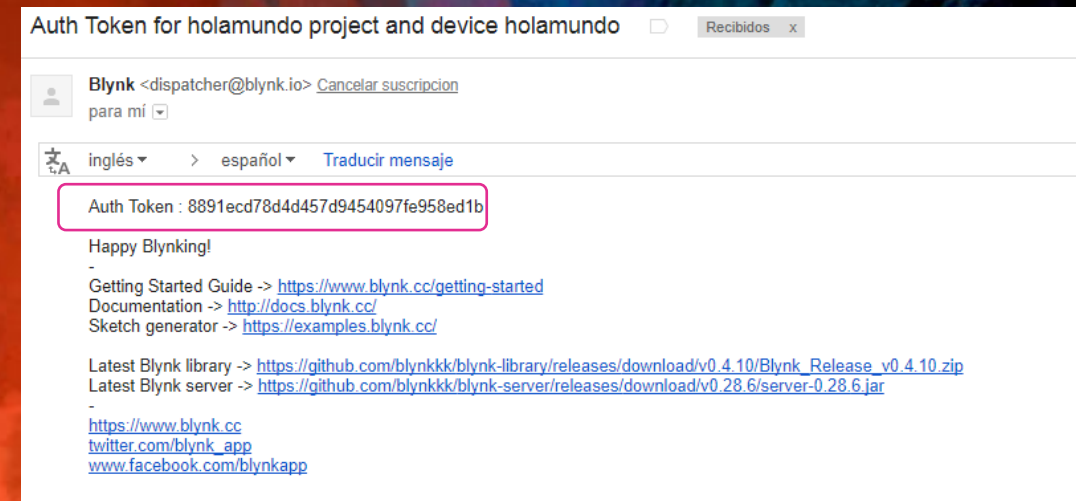 Auth Token for holamundo project and device holamundo Recibidos x
Blynk <dispatcher@blynk.io> Cancelar suscripcion
para mí
inglés > español Traducir mensaje
Auth Token : 8891ecd78d4d457d9454097fe958ed1b
Happy Blynking!
-
Getting Started Guide -> https://www.blynk.cc/getting-started
Documentation -> http://docs.blynk.cc/
Sketch generator -> https://examples.blynk.cc/
Latest Blynk library -> https://github.com/blynkkk/blynk-library/releases/download/v0.4.10/Blynk_Release_v0.4.10.zip
Latest Blynk server -> https://github.com/blynkkk/blynk-server/releases/download/v0.28.6/server-0.28.6.jar
-
https://www.blynk.cc
twitter.com/blynk_app
www.facebook.com/blynkapp